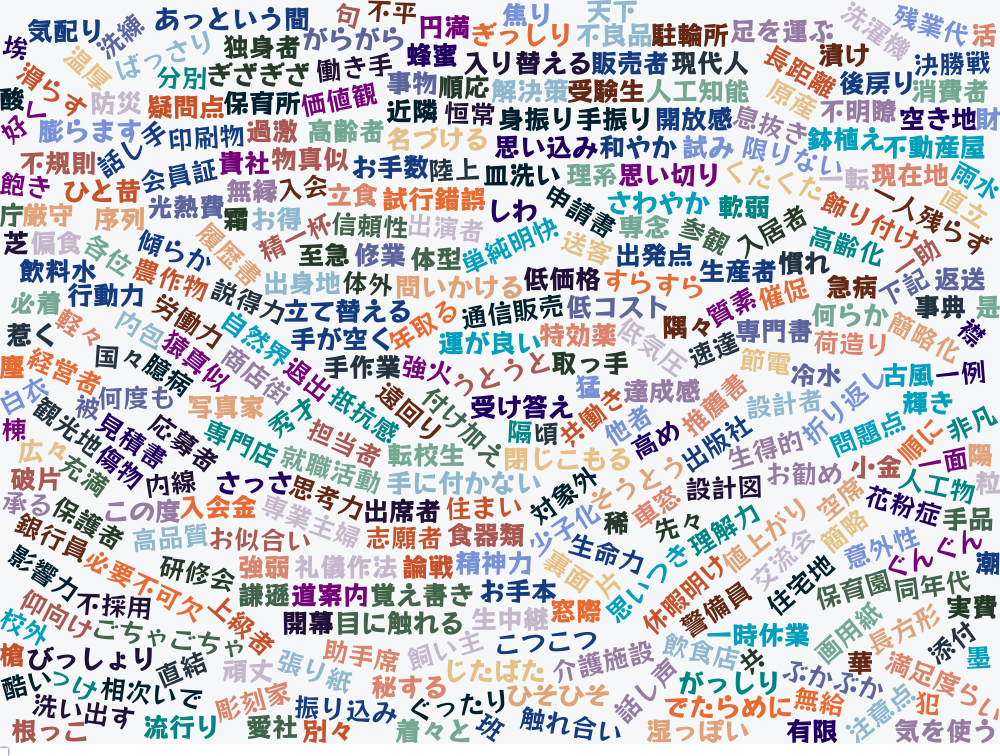 気配り 洗練 あっという間 句 不平 円満 焦り 天下 洗濯機 残業代 活
埃 温厚 ばっさり 独身者 がらがら ぎっしり 不良品 駐輪所 足を運ぶ
分別 ぎざぎざ 働き手 蜂蜜 入り替える 販売者 現代人 長距離 漬け 決勝戦
滑らす 事物 順応 解決策 受験生 人工知能 後戻り 消費者
酸 防災 疑問点 保育所 価値観 近隣 恒常 身振り手振り 開放感 原産 不明瞭 空き地 財
好く 膨らます 話し手 印刷物 過激 高齢者 名づける 息抜き 鉢植え 不動産屋
不規則 会員証 貴社 物真似 お手数 陸上 思い込み 和やか 試み 限りない
飽き ひと昔 無縁 入会 立食 試行錯誤 皿洗い 理系 思い切り くたくた 一転 現在地 雨水
庁 厳守 序列 光熱費 霜 お得 精一杯 信頼性 出演者 しわ 申請書 さわやか 専念 軟弱 飾り付け 一人残らず 直立
芝 偏食 各位 傾らか 履歴書 至急 修業 体型 単純明快 送客 出発点 参観 入居者 高齢化 一助
飲料水 農作物 出身地 体外 問いかける 低価格 すらすら 生産者 慣れ 急病 下記 返送
必着 行動力 労働力 説得力 立て替える 年取る 通信販売 低コスト 質素 催促 何らか 事典 是
惹く 軽々 内包 猿真似 自然界 手が空く 運が良い 特効薬 低気圧 隅々 専門書 荷造り 簡略化 襟
塵 経営者 国々 臆病 商店街 退出 手作業 強火 うとうと 取っ手 速達 節電 冷水 古風 一例
白衣 被 何度も 写真家 抵抗感 遠回り 付け加え 受け答え 猛 達成感 推薦書 設計者 折り返し 輝き
棟 観光地 見積書 応募者 専門店 担当者 転校生 隔 頃 共働き 他者 高め 出版社 生得的 問題点 順に 非凡
広々 充満 傷物 内線 就職活動 手に付かない 閉じこもる そうとう お勧め 小金 一面 陽
破片 承る この度 入会金 さっさ 思考力 出席者 住まい 対象外 車窓 設計図 空席 人工物 粒
保護者 専業主婦 食器類 稀 先々 理解力 値上がり 簡略 花粉症 手品
銀行員 高品質 お似合い 志願者 少子化 生命力 思いつき 交流会 意外性 ぐんぐん 潮
影響力 必要不可欠 研修会 強弱 礼儀作法 論戦 精神力 裏面 片 休暇明け 住宅地 保育園 同年代
仰向け 不採用 上級者 謙遜 道案内 覚え書き お手本 窓際 警備員 実費
校外 ごちゃごちゃ 開幕 目に触れる 生中継 こつこつ 一時休業 画用紙 長方形 添付
槍 びっしょり 直結 頑丈 張り紙 助手席 飼い主 じたばた 介護施設 飲食店 共 華 墨
酷い つけ 相次いで 彫刻家 秘する ひそひそ 話し声 がっしり ぷかぷか 満足度 らい
洗い出す 振り込み ぐったり でたらめに 無給 注意点 犯
根っこ 流行り 愛社 別々 着々と 班 触れ合い 湿っぽい 有限 気を使う